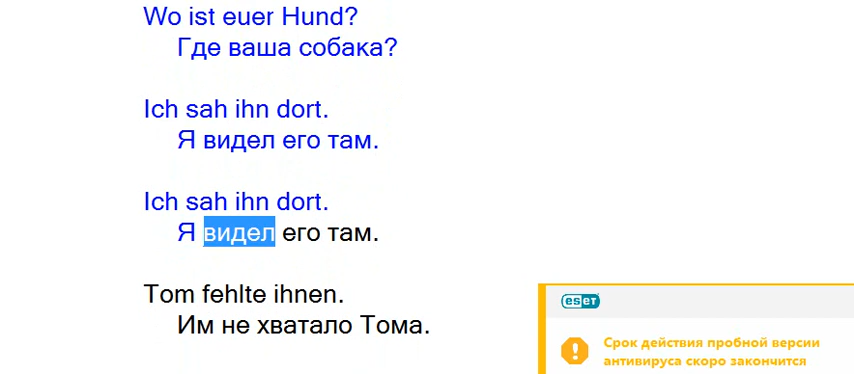 Wo ist euer Hund?
Где ваша собака?
Ich sah ihn dort.
Я видел его там.
Ich sah ihn dort.
Я видел его там.
Tom fehlte ihnen.
Им не хватало Тома.
eset
Срок действия пробной версии
антивируса скоро закончится